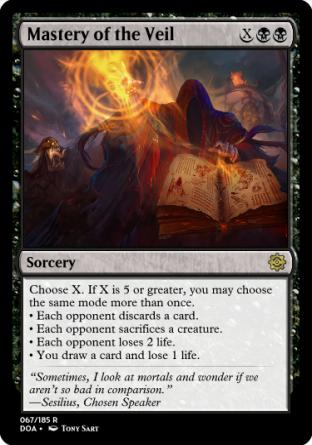 Mastery of the Veil XBB
Sorcery
Choose X. If X is 5 or greater, you may choose
the same mode more than once.
• Each opponent discards a card.
• Each opponent sacrifices a creature.
• Each opponent loses 2 life.
• You draw a card and lose 1 life.
“Sometimes, I look at mortals and wonder if we
aren’t so bad in comparison.”
—Sesilius, Chosen Speaker
067/185 R
DOA • TONY SART